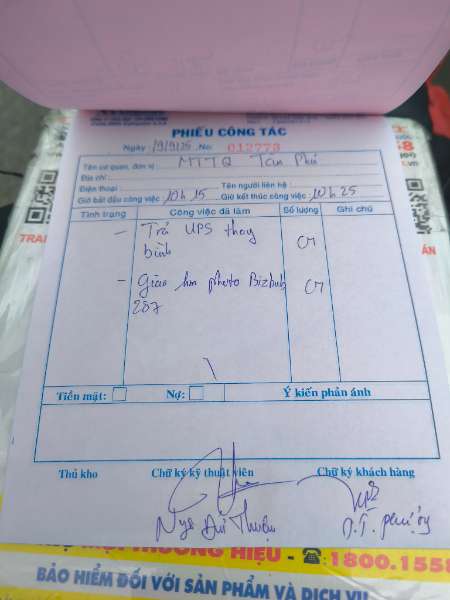 PHIẾU CÔNG TÁC
Ngày 19/9/25 No: 012773
Tên cơ quan, đơn vị: MTTQ Tân Phú
Địa chỉ:
Điện thoại: Tên người liên hệ:
Giờ bắt đầu công việc: 10h15 Giờ kết thúc công việc: 10h25
Tình trạng Công việc đã làm Số lượng Ghi chú
- Trả UPS thay 01
bình
- Giao hm photo Bizhub 01
287
Tiền mặt: Nợ: Ý kiến phản ánh
Thủ kho Chữ ký kỹ thuật viên Chữ ký khách hàng
THƯƠNG HIỆU - 1800.1558
BẢO HIỂM ĐỐI VỚI SẢN PHẨM VÀ DỊCH VỤ